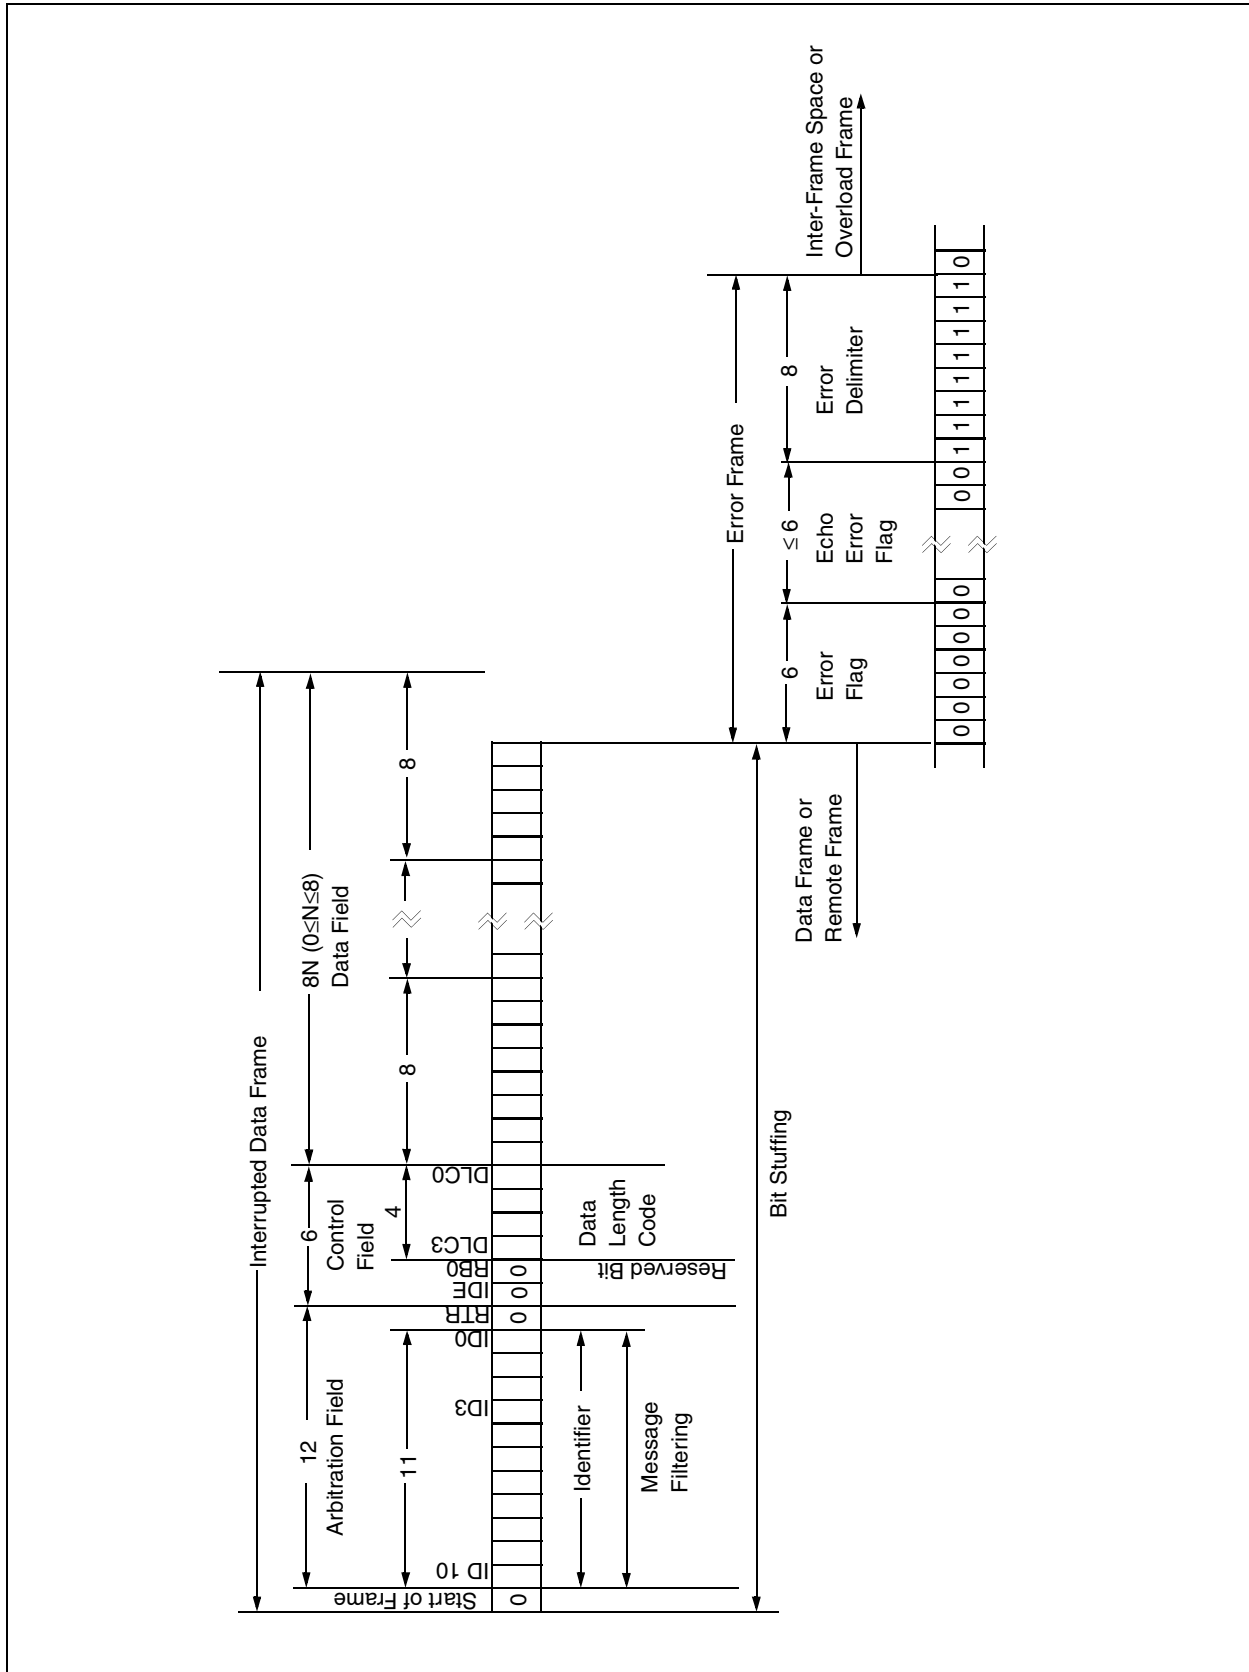 Interrupted Data Frame
12
Arbitration Field
6
Control
Field
8N (0≤N≤8)
Data Field
11
4
8
8
Start of Frame
ID 10
ID3
ID0
RTR
IDE
RB0
DLC3
DLC0
0
0
0
0
Identifier
Message
Filtering
Reserved Bit
Data
Length
Code
Bit Stuffing
Data Frame or
Remote Frame
Error Frame
6
Error
Flag
≤ 6
Echo
Error
Flag
8
Error
Delimiter
Inter-Frame Space or
Overload Frame
0 0 0 0 0 0 0 0 0 1 1 1 1 1 1 1 1 0